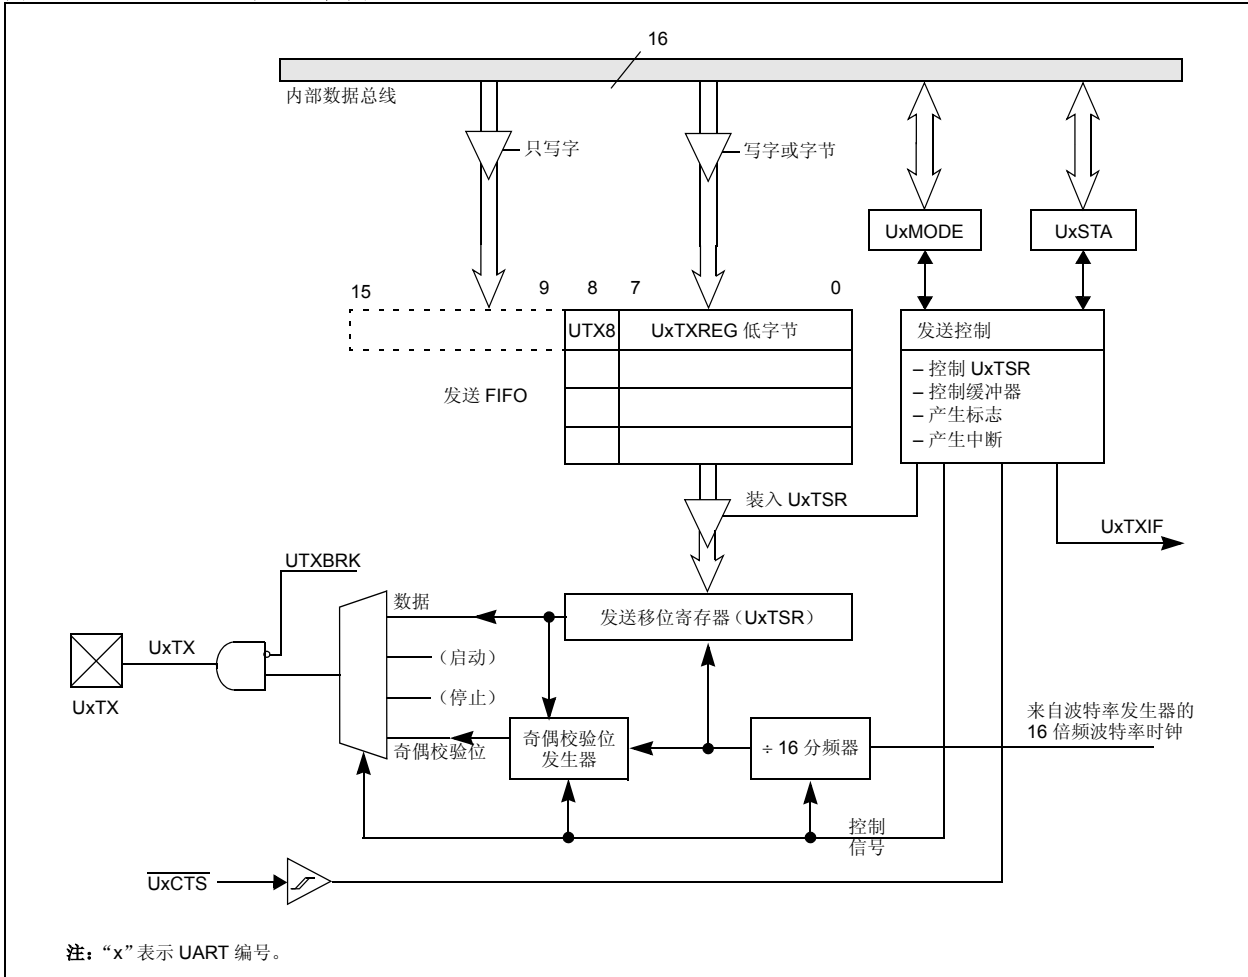 16
内部数据总线
只写字
写字或字节
UxMODE
UxSTA
15
9
8
7
0
UTX8
UxTXREG 低字节
发送控制
– 控制 UxTSR
– 控制缓冲器
– 产生标志
– 产生中断
发送 FIFO
装入 UxTSR
UxTXIF
UTXBRK
数据
发送移位寄存器（UxTSR）
UxTX
（启动）
（停止）
UxTX
奇偶校验位
奇偶校验位
发生器
÷ 16 分频器
来自波特率发生器的
16 倍频波特率时钟
控制
信号
UxCTS
注：“x”表示 UART 编号。